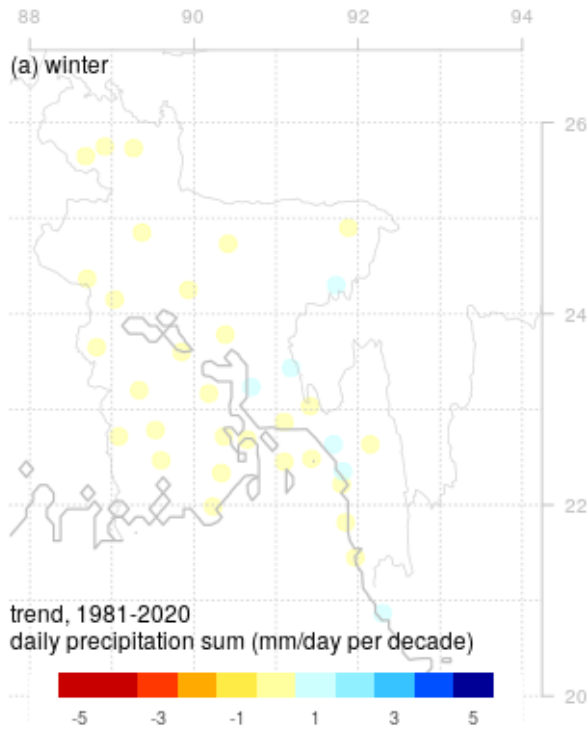 88 90 92 94
(a) winter
26
24
22
trend, 1981-2020
daily precipitation sum (mm/day per decade)
20
-5 -3 -1 1 3 5